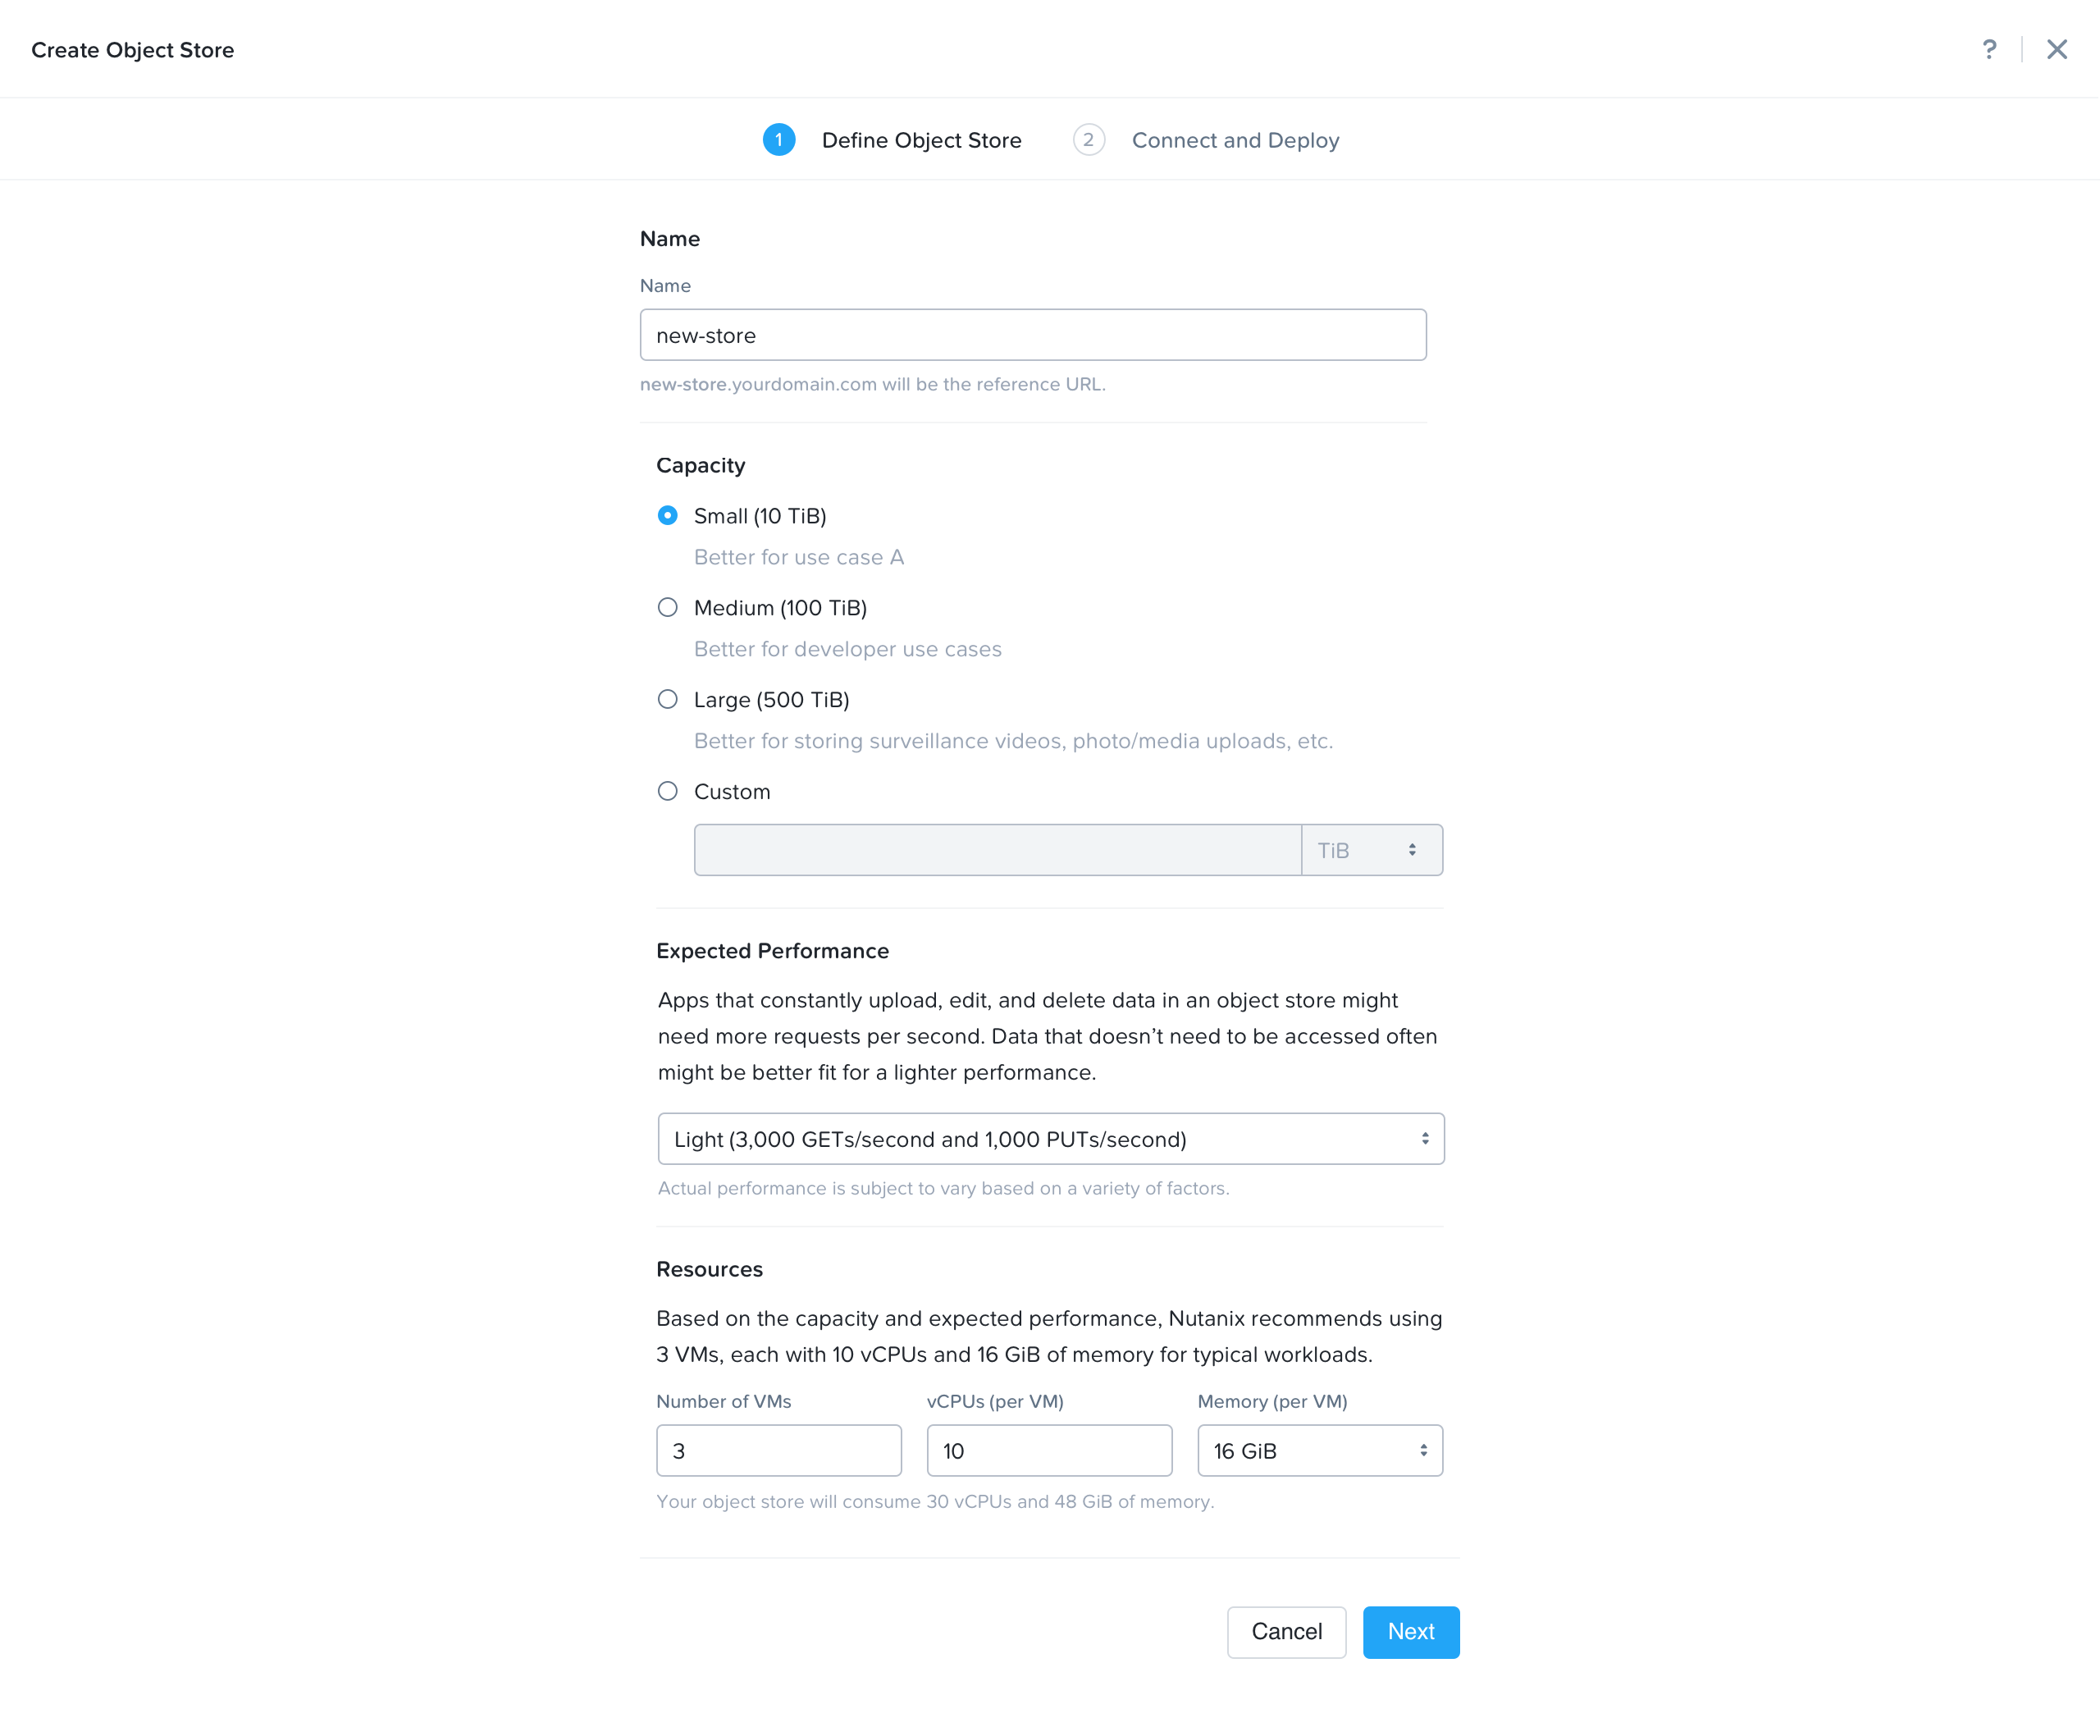 Create Object Store
?
1 Define Object Store 2 Connect and Deploy
Name
Name
new-store
new-store.yourdomain.com will be the reference URL.
Capacity
Small (10 TiB)
Better for use case A
Medium (100 TiB)
Better for developer use cases
Large (500 TiB)
Better for storing surveillance videos, photo/media uploads, etc.
Custom
TiB
Expected Performance
Apps that constantly upload, edit, and delete data in an object store might
need more requests per second. Data that doesn’t need to be accessed often
might be better fit for a lighter performance.
Light (3,000 GETs/second and 1,000 PUTs/second)
Actual performance is subject to vary based on a variety of factors.
Resources
Based on the capacity and expected performance, Nutanix recommends using
3 VMs, each with 10 vCPUs and 16 GiB of memory for typical workloads.
Number of VMs vCPUs (per VM) Memory (per VM)
3 10 16 GiB
Your object store will consume 30 vCPUs and 48 GiB of memory.
Cancel Next